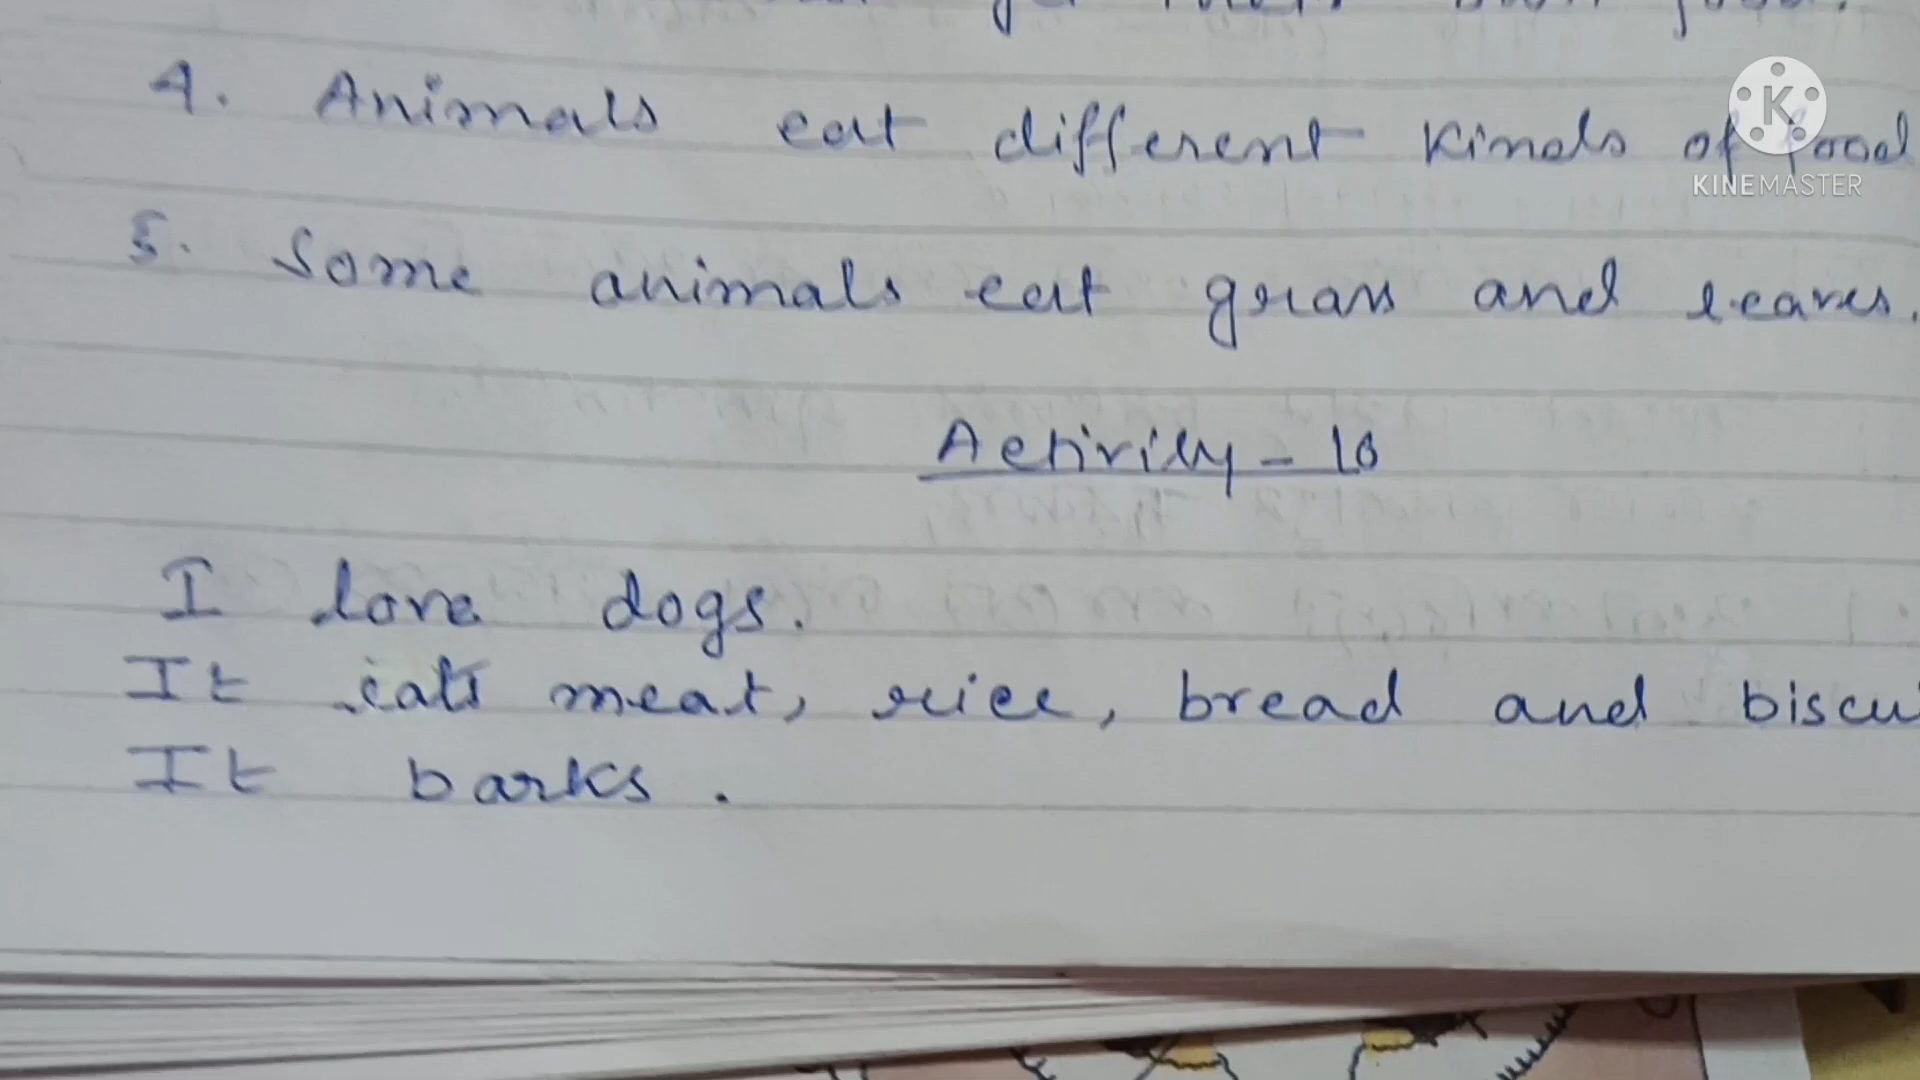 food.
4. Animals eat different kinds of food
5. Some animals eat grass and leaves.
Activity - 10
I love dogs.
It eats meat, rice, bread and biscu
It barks.
K
KINEMASTER